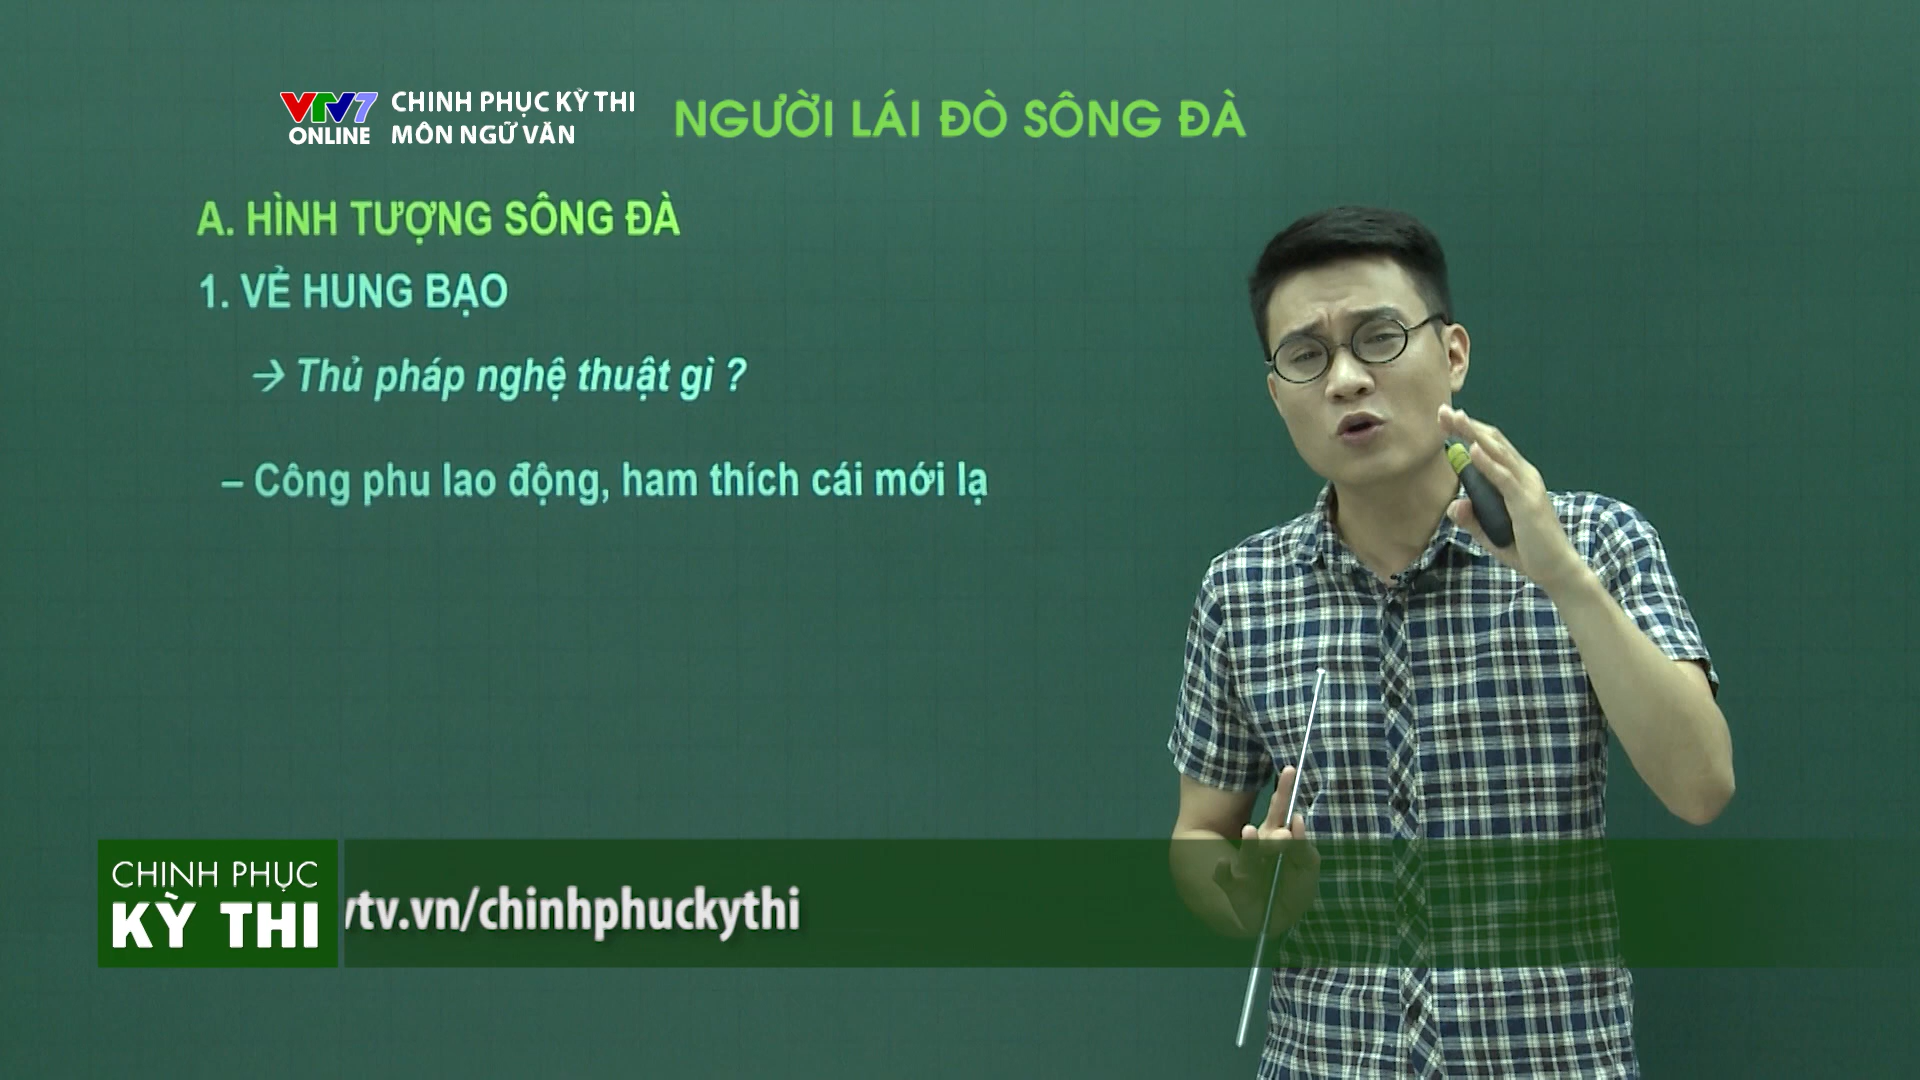 VTV7
ONLINE
CHINH PHỤC KỲ THI
MÔN NGỮ VĂN
NGƯỜI LÁI ĐÒ SÔNG ĐÀ
A. HÌNH TƯỢNG SÔNG ĐÀ
1. VẺ HUNG BẠO
→ Thủ pháp nghệ thuật gì ?
– Công phu lao động, ham thích cái mới lạ
CHINH PHỤC
KỲ THI
vtv.vn/chinhphuckythi